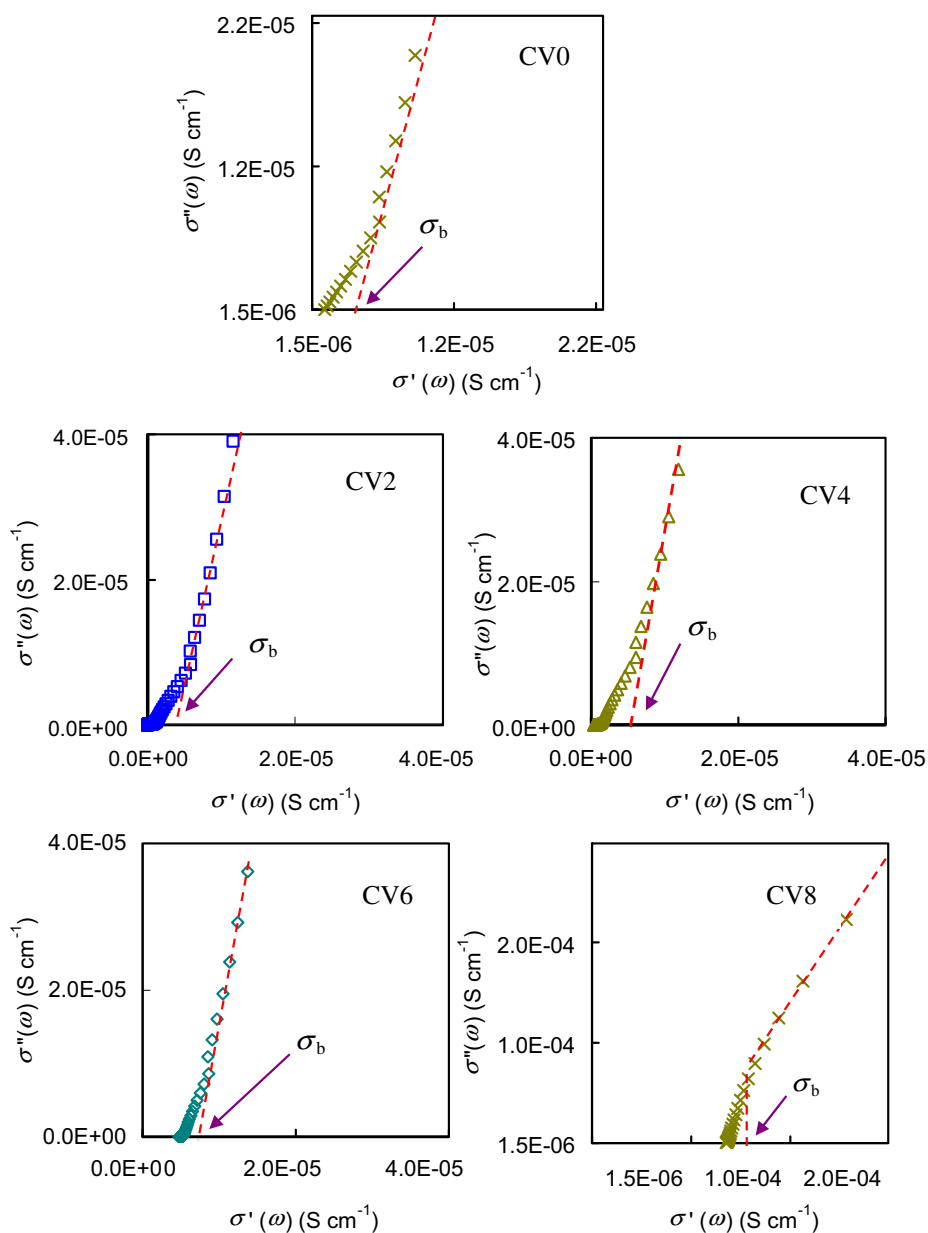 2.2E-05
CV0
σ"(ω) (S cm⁻¹)
1.2E-05
σb
1.5E-06
1.5E-06 1.2E-05 2.2E-05
σ' (ω) (S cm⁻¹)
4.0E-05
CV2
σ"(ω) (S cm⁻¹)
2.0E-05
σb
0.0E+00
0.0E+00 2.0E-05 4.0E-05
σ' (ω) (S cm⁻¹)
4.0E-05
CV4
σ"(ω) (S cm⁻¹)
2.0E-05
σb
0.0E+00
0.0E+00 2.0E-05 4.0E-05
σ' (ω) (S cm⁻¹)
4.0E-05
CV6
σ"(ω) (S cm⁻¹)
2.0E-05
σb
0.0E+00
0.0E+00 2.0E-05 4.0E-05
σ' (ω) (S cm⁻¹)
CV8
σ"(ω) (S cm⁻¹)
2.0E-04
1.0E-04
σb
1.5E-06
1.5E-06 1.0E-04 2.0E-04
σ' (ω) (S cm⁻¹)